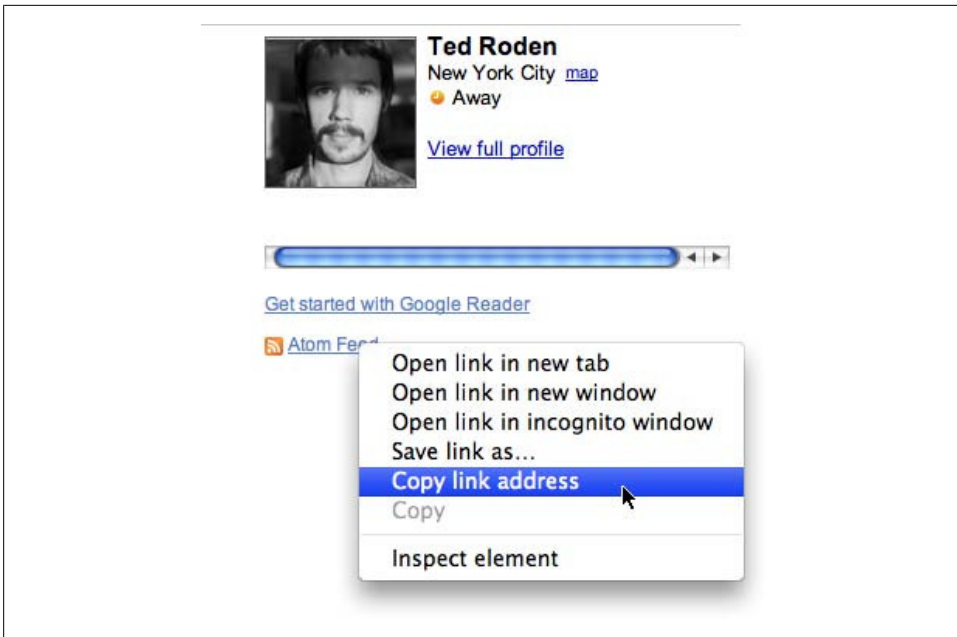 Ted Roden
New York City map
Away
View full profile
Get started with Google Reader
Atom Feed
Open link in new tab
Open link in new window
Open link in incognito window
Save link as...
Copy link address
Copy
Inspect element